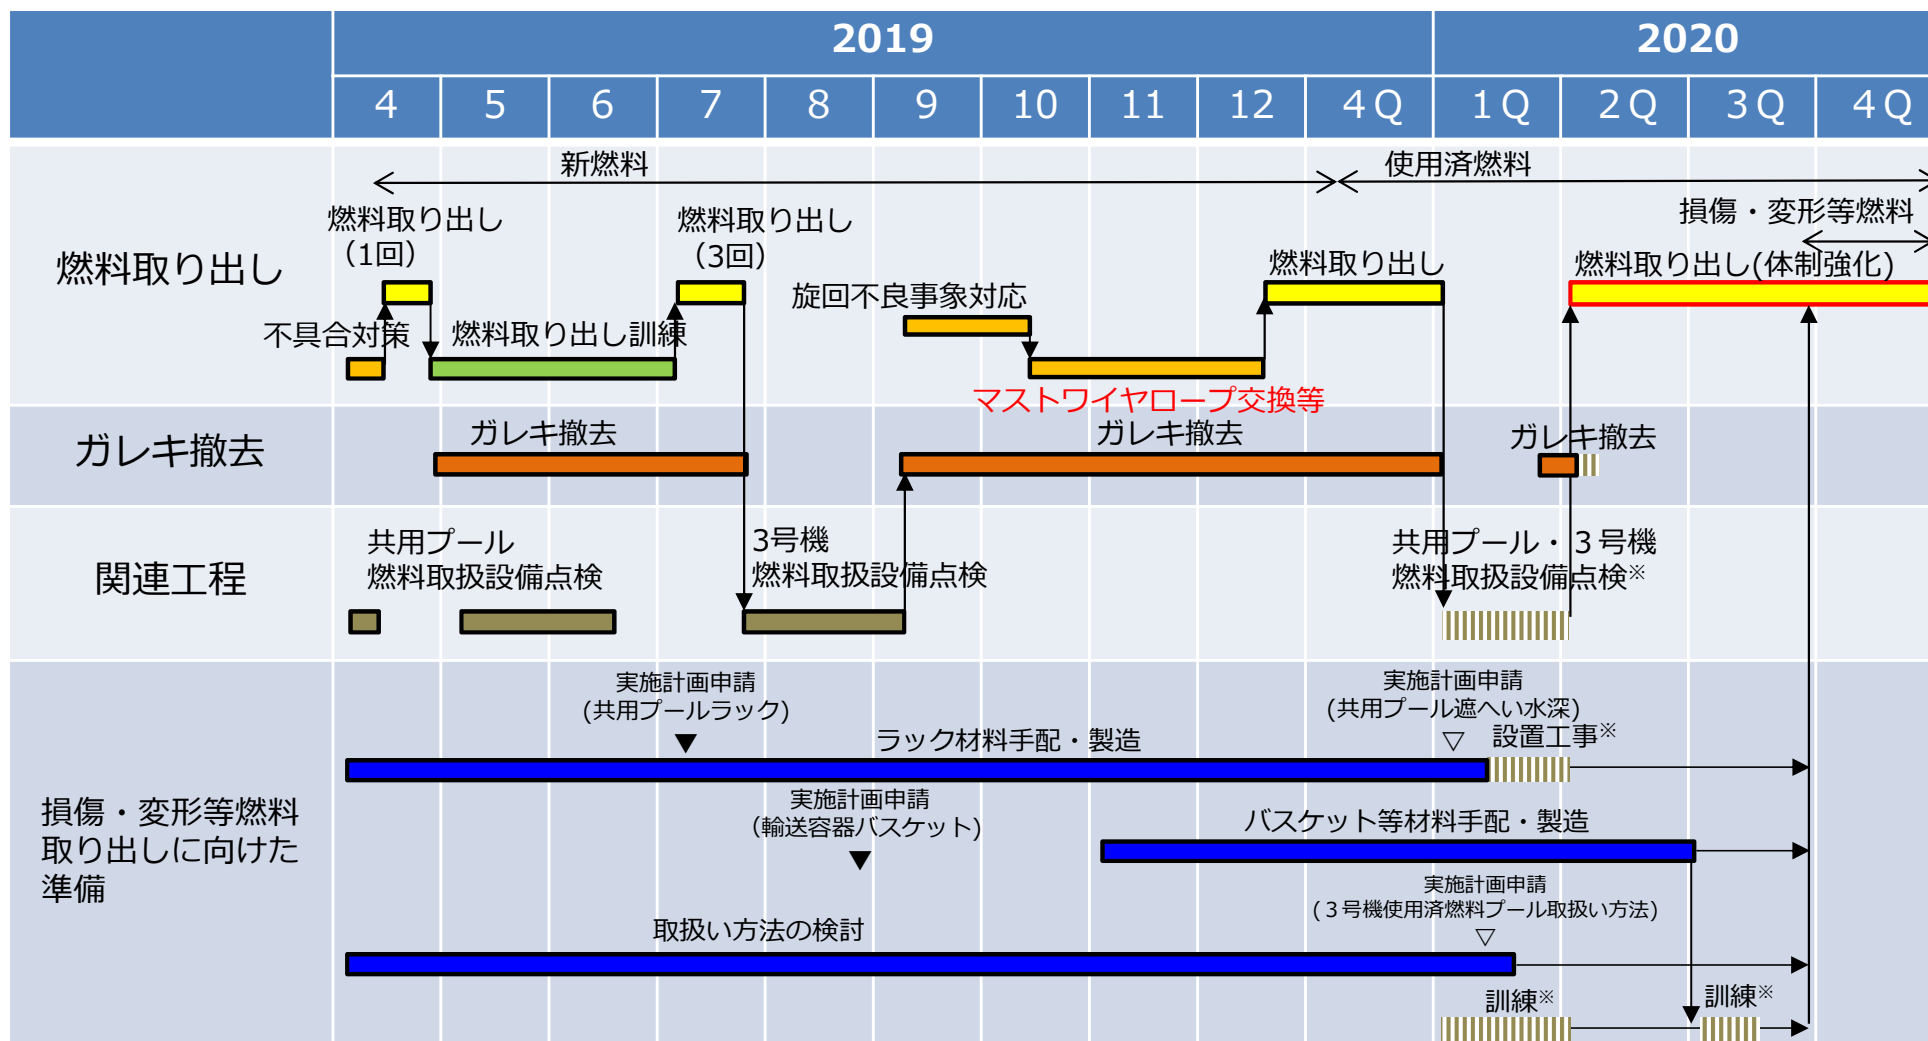 2019
2020
4 5 6 7 8 9 10 11 12 4Q 1Q 2Q 3Q 4Q
新燃料
使用済燃料
損傷・変形等燃料
燃料取り出し
燃料取り出し
(1回)
燃料取り出し
(3回)
燃料取り出し
燃料取り出し(体制強化)
旋回不良事象対応
不具合対策
燃料取り出し訓練
マストワイヤロープ交換等
ガレキ撤去
ガレキ撤去
ガレキ撤去
ガレキ撤去
関連工程
共用プール
燃料取扱設備点検
3号機
燃料取扱設備点検
共用プール・3号機
燃料取扱設備点検※
損傷・変形等燃料
取り出しに向けた
準備
実施計画申請
(共用プールラック)
▼
実施計画申請
(共用プール遮へい水深)
▽
設置工事※
ラック材料手配・製造
実施計画申請
(輸送容器バスケット)
▼
バスケット等材料手配・製造
実施計画申請
(3号機使用済燃料プール取扱い方法)
▽
取扱い方法の検討
訓練※
訓練※